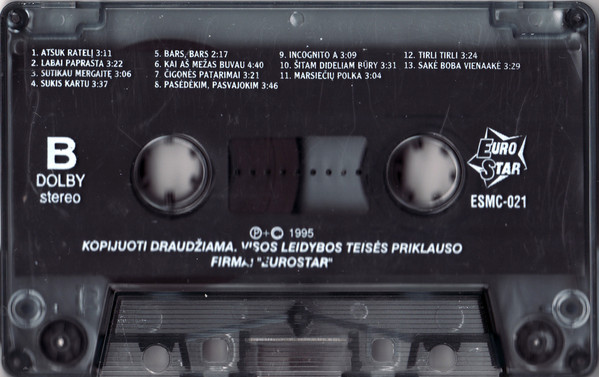 1. ATSUK RATELĮ 3:11
2. LABAI PAPRASTA 3:22
3. SUTIKAU MERGAITĘ 3:06
4. SUKIS KARTU 3:37
5. BARS, BARS 2:17
6. KAI AŠ MEŽAS BUVAU 4:40
7. ČIGONĖS PATARIMAI 3:21
8. PASĖDĖKIM, PASVAJOKIM 3:46
9. INCOGNITO A 3:09
10. ŠITAM DIDELIAM BŪRY 3:31
11. MARSIEČIŲ POLKA 3:04
12. TIRLI TIRLI 3:24
13. SAKĖ BOBA VIENAAKĖ 3:29
B
DOLBY
stereo
EURO
STAR
ESMC-021
Ⓟ+© 1995
KOPIJUOTI DRAUDŽIAMA. VISOS LEIDYBOS TEISĖS PRIKLAUSO
FIRMAI "EUROSTAR"